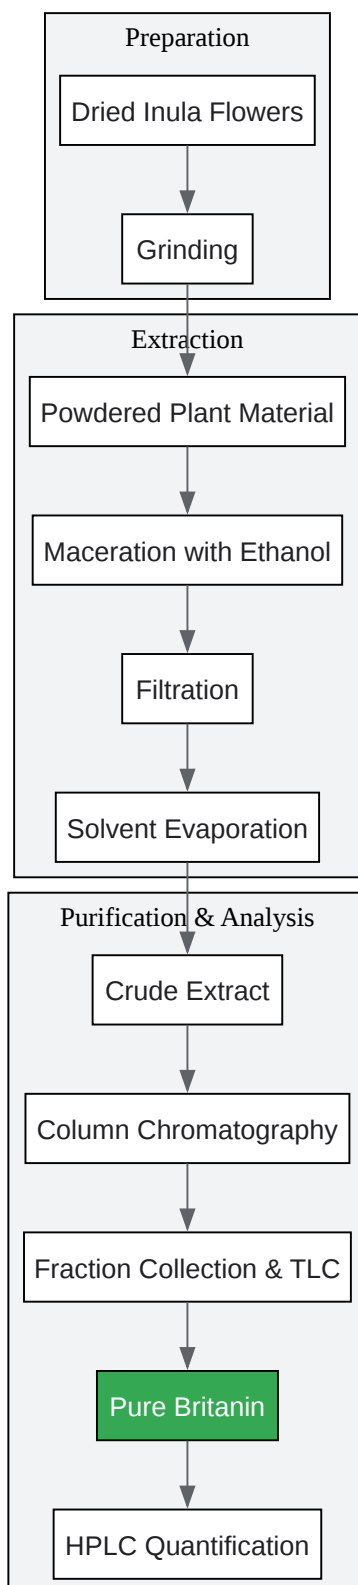 Preparation
Dried Inula Flowers
Grinding
Extraction
Powdered Plant Material
Maceration with Ethanol
Filtration
Solvent Evaporation
Purification & Analysis
Crude Extract
Column Chromatography
Fraction Collection & TLC
Pure Britanin
HPLC Quantification